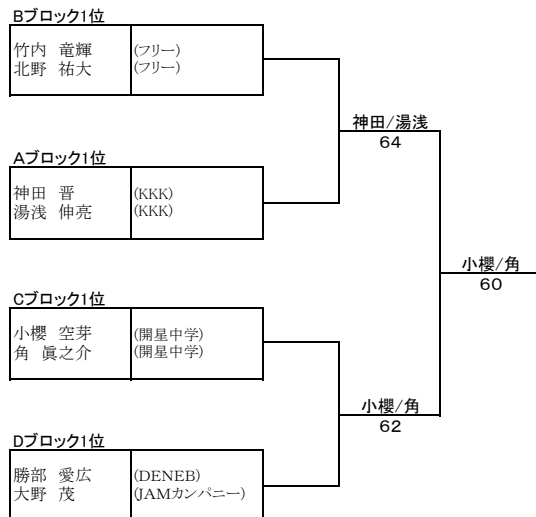 Bブロック1位
竹内 竜輝 (フリー)
北野 祐大 (フリー)
神田/湯浅
64
Aブロック1位
神田 晋 (KKK)
湯浅 伸亮 (KKK)
小櫻/角
60
Cブロック1位
小櫻 空芽 (開星中学)
角 眞之介 (開星中学)
小櫻/角
62
Dブロック1位
勝部 愛広 (DENEB)
大野 茂 (JAMカンパニー)